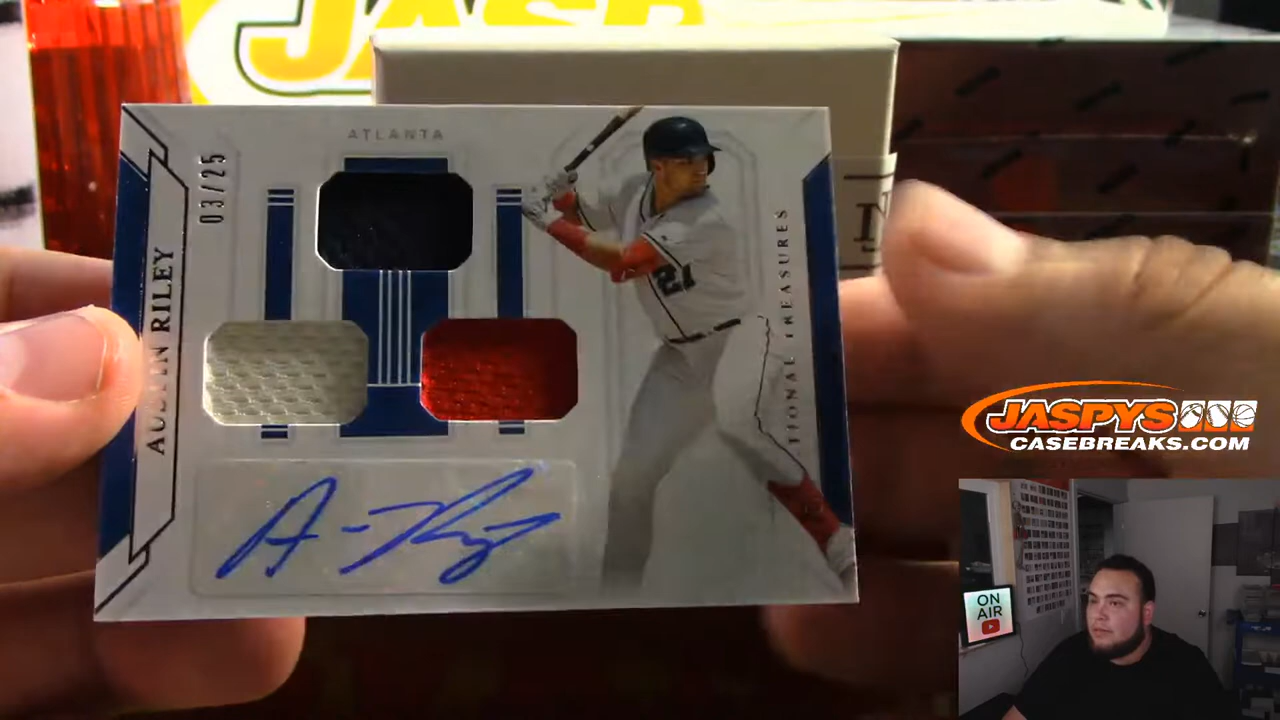 ATLANTA
03/25
AUSTIN RILEY
21
TIONAL TREASURES
JASPYS
CASEBREAKS.COM
ON
AIR